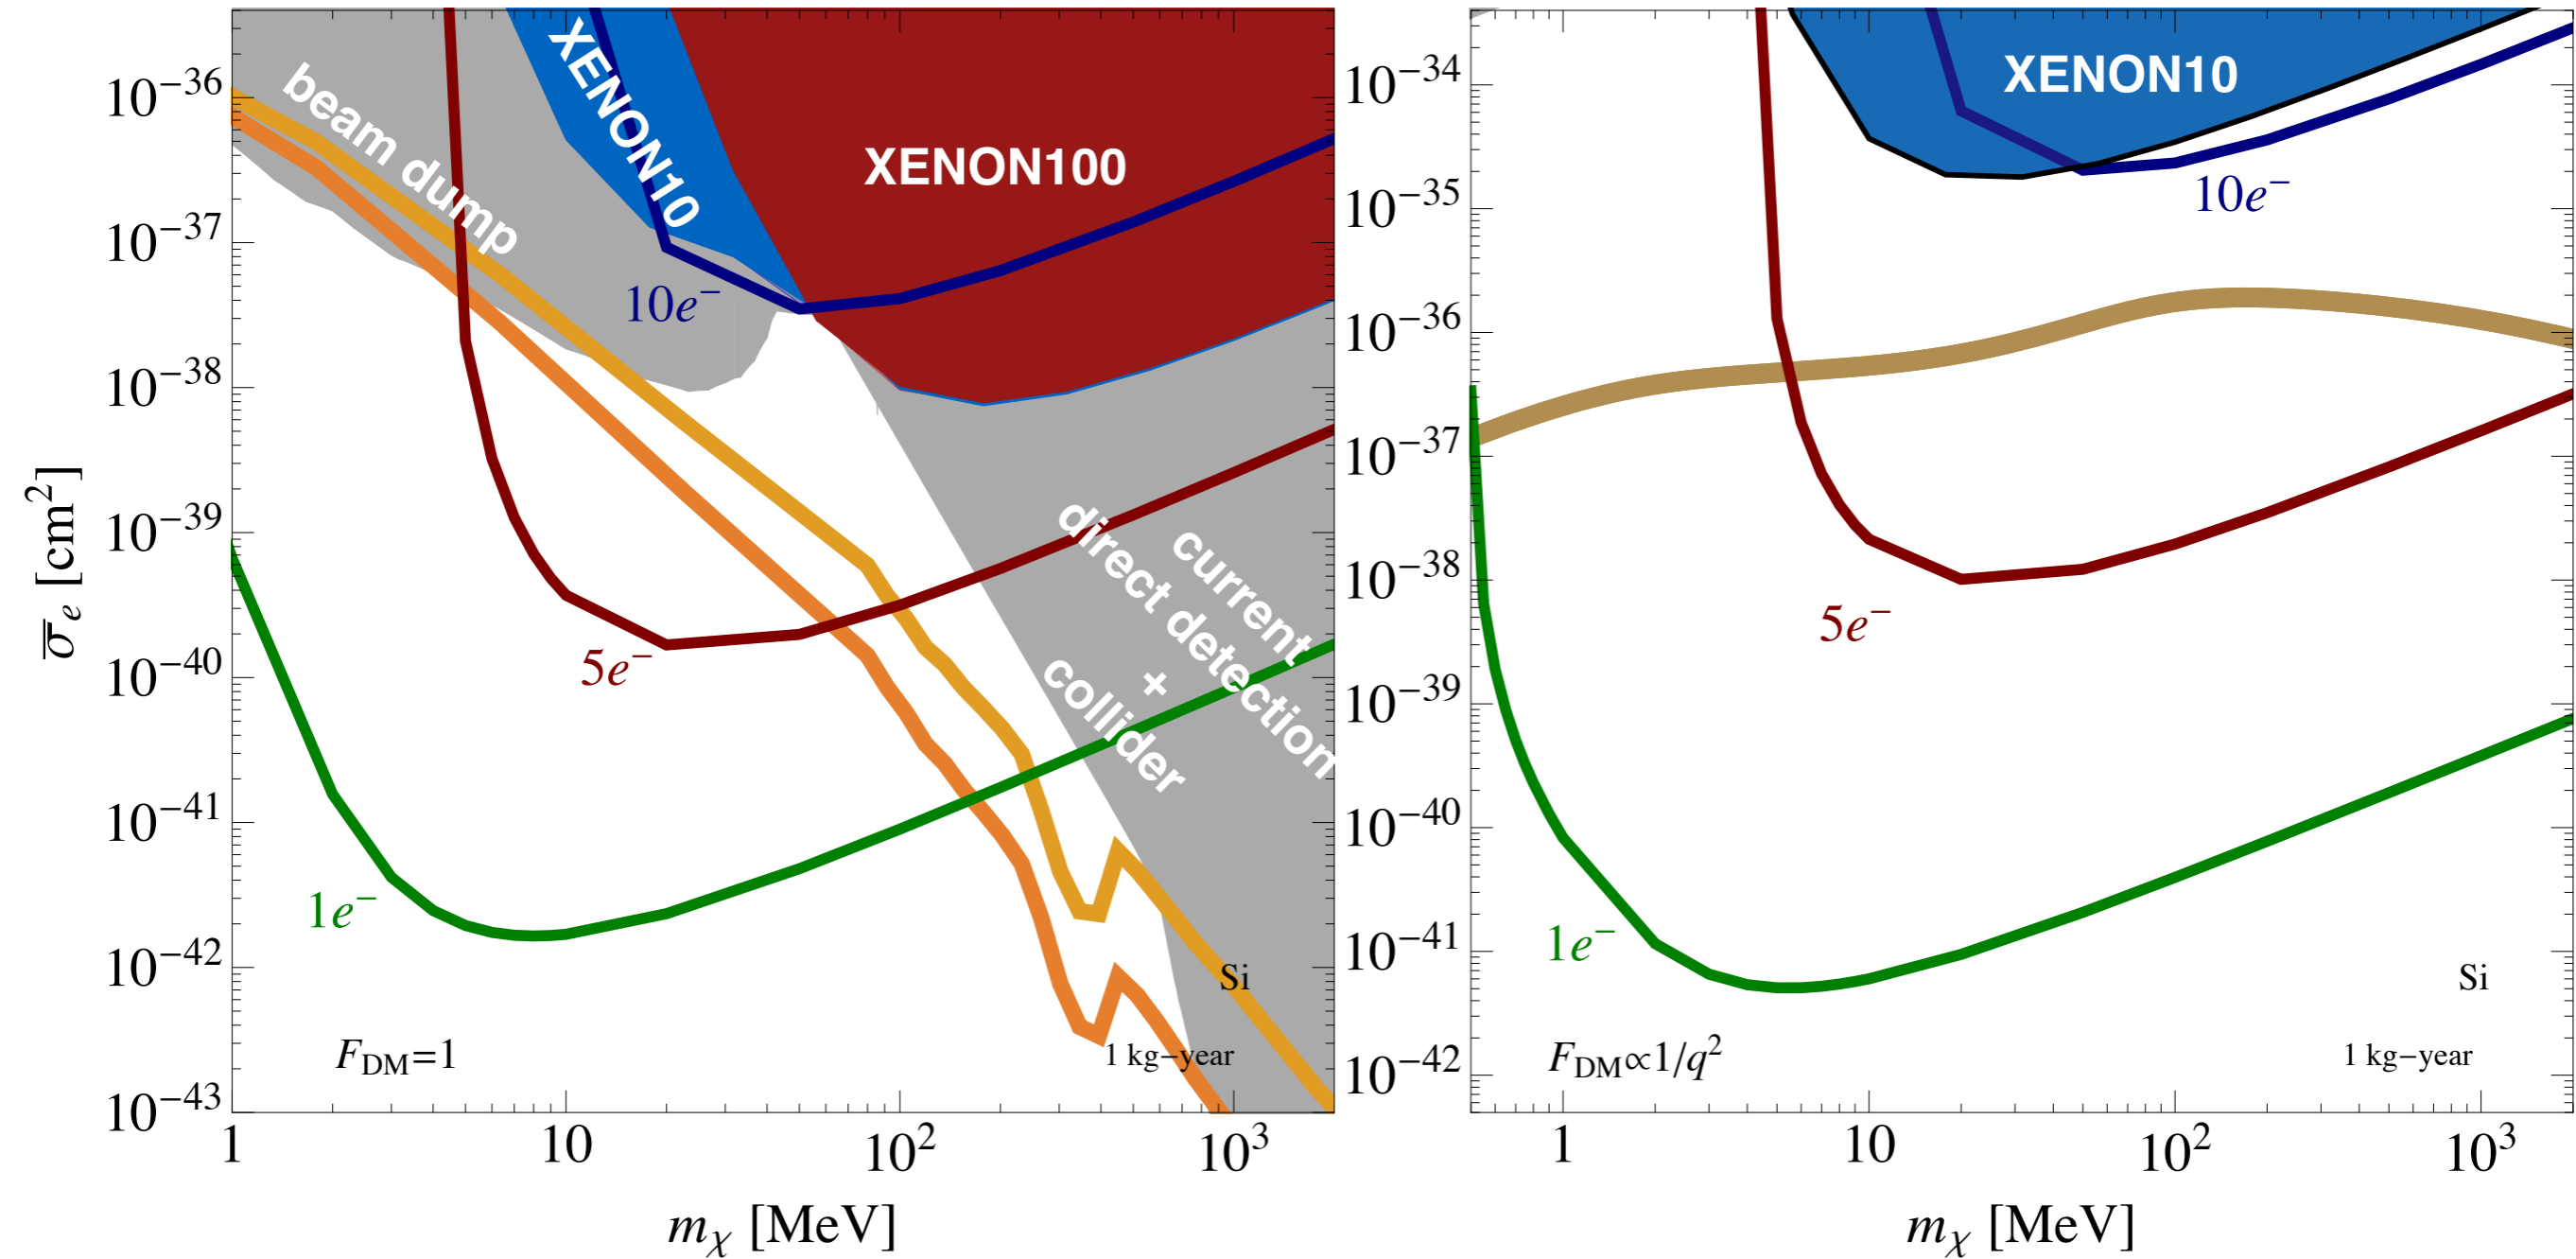 10⁻³⁶
10⁻³⁷
10⁻³⁸
10⁻³⁹
10⁻⁴⁰
10⁻⁴¹
10⁻⁴²
10⁻⁴³
σ̅ₑ [cm²]
beam dump
XENON10
XENON100
10e⁻
5e⁻
1e⁻
current
direct detection
+
collider
Si
F_DM=1
1 kg−year
1
10
10²
10³
m_χ [MeV]
10⁻³⁴
10⁻³⁵
10⁻³⁶
10⁻³⁷
10⁻³⁸
10⁻³⁹
10⁻⁴⁰
10⁻⁴¹
10⁻⁴²
XENON10
10e⁻
5e⁻
1e⁻
Si
F_DM∝1/q²
1 kg−year
1
10
10²
10³
m_χ [MeV]